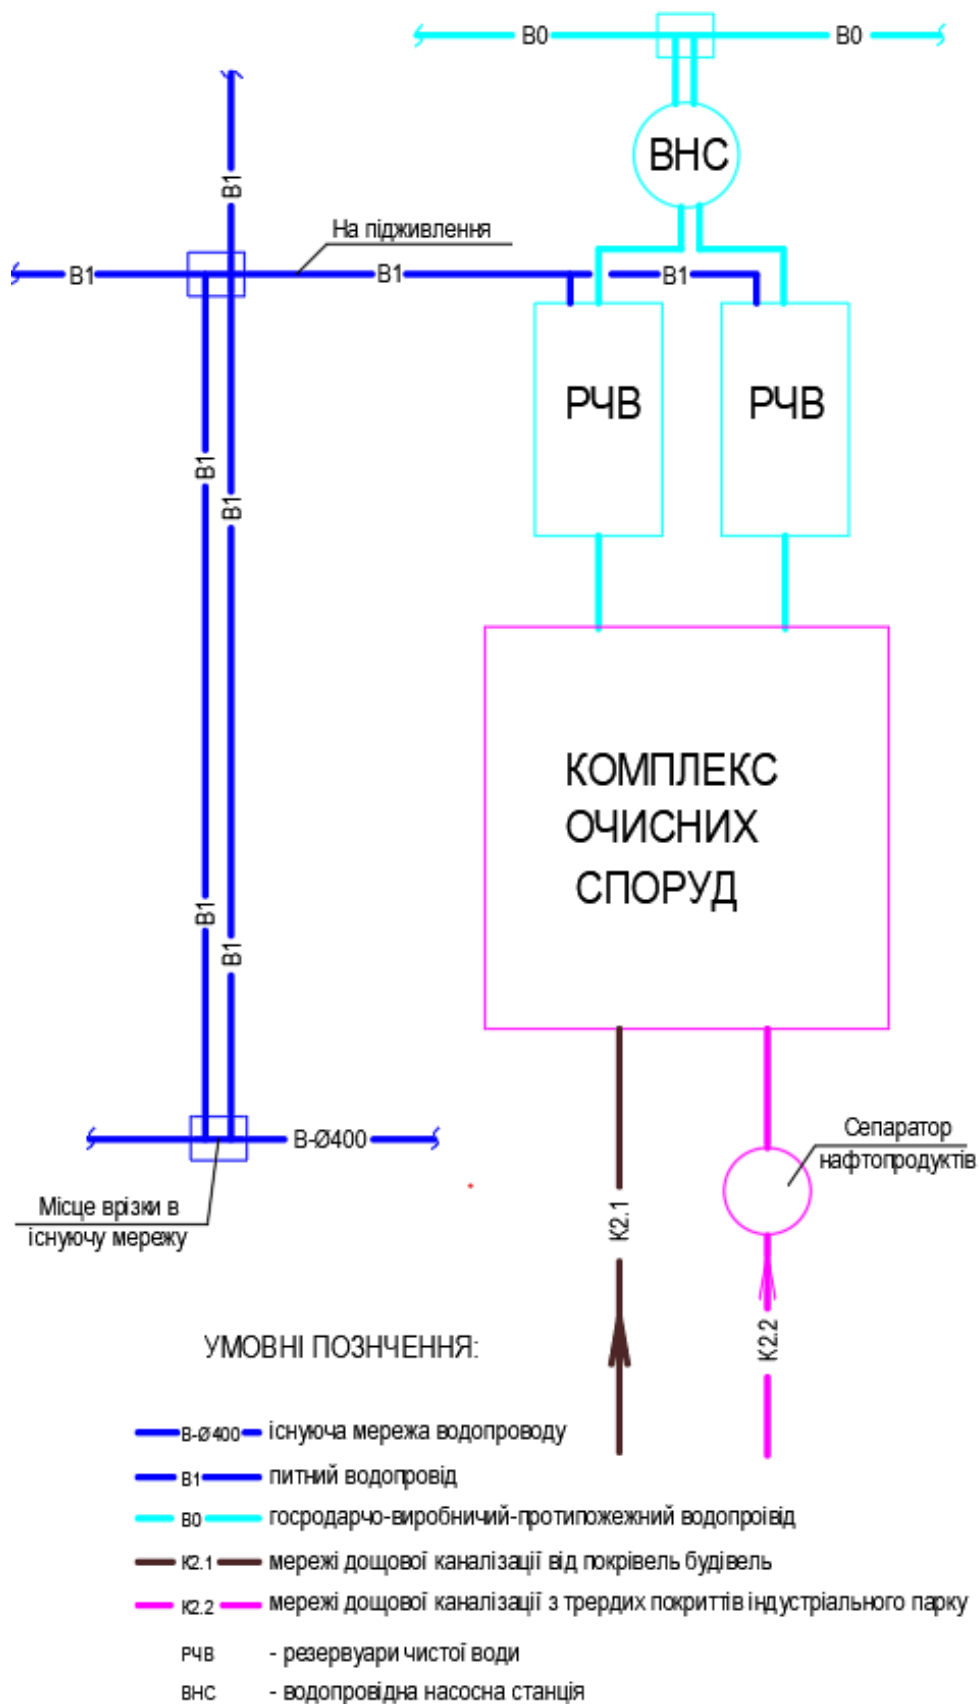 В0
В0
ВНС
В1
На підживлення
В1
В1
В1
РЧВ
РЧВ
В1
В1
КОМПЛЕКС
ОЧИСНИХ
СПОРУД
В1
В1
В-Ø400
Сепаратор
нафтопродуктів
Місце врізки в
існуючу мережу
К2.1
К2.2
УМОВНІ ПОЗНЧЕННЯ:
В-Ø400 існуюча мережа водопроводу
В1 питний водопровід
В0 господарчо-виробничий-протипожежний водопроівід
К2.1 мережі дощової каналізації від покрівель будівель
К2.2 мережі дощової каналізації з трердих покриттів індустріального парку
РЧВ - резервуари чистої води
ВНС - водопровідна насосна станція